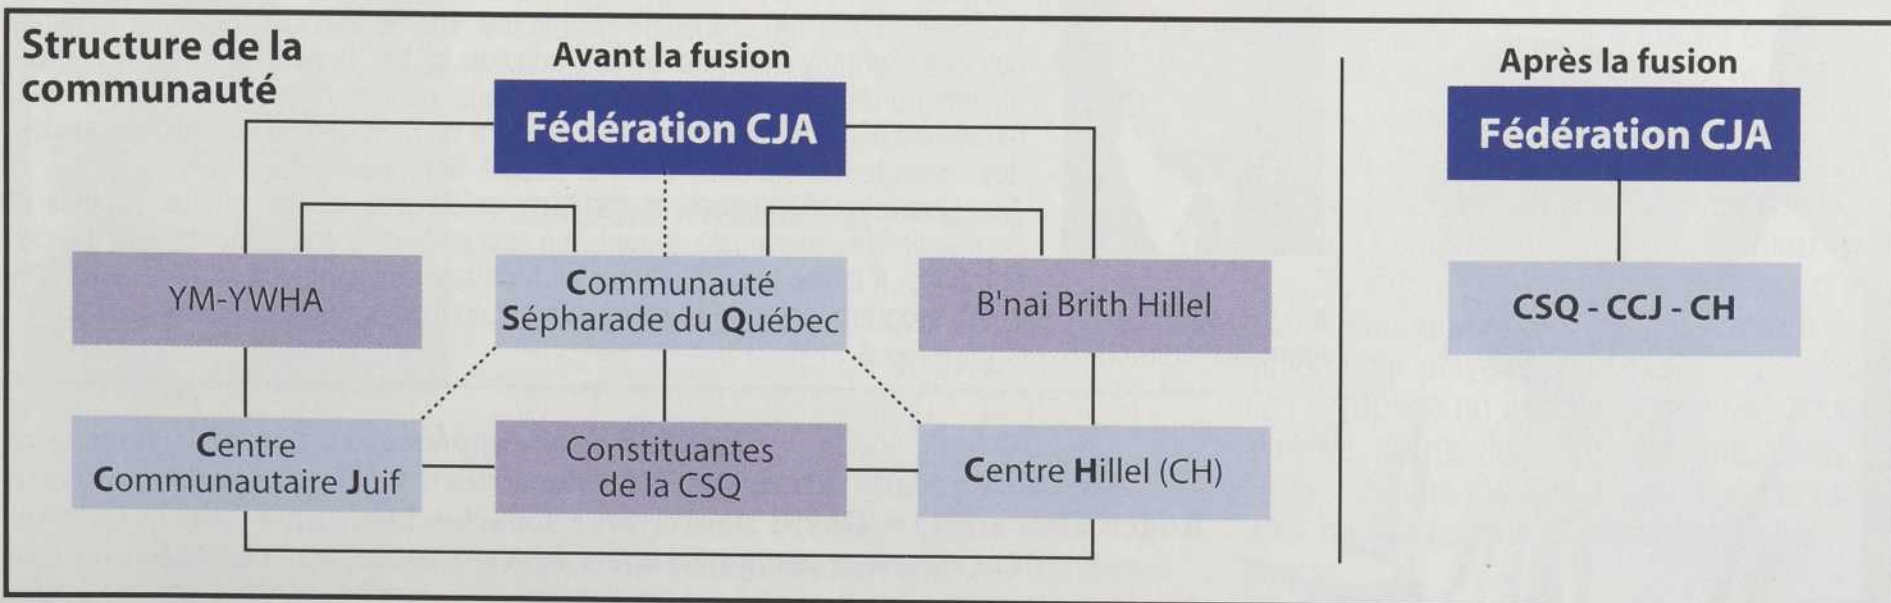 Structure de la
communauté
Avant la fusion
Fédération CJA
YM-YWHA
Communauté
Sépharade du Québec
B'nai Brith Hillel
Centre
Communautaire Juif
Constituantes
de la CSQ
Centre Hillel (CH)
Après la fusion
Fédération CJA
CSQ - CCJ - CH